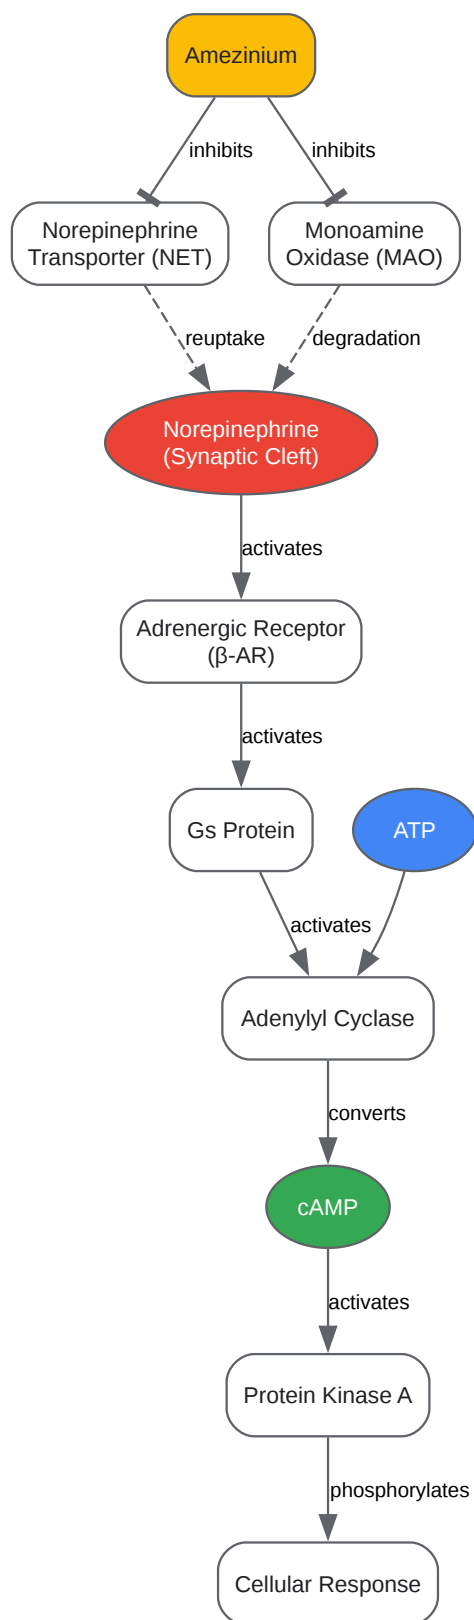 Amezinium
inhibits
inhibits
Norepinephrine
Transporter (NET)
Monoamine
Oxidase (MAO)
reuptake
degradation
Norepinephrine
(Synaptic Cleft)
activates
Adrenergic Receptor
(β-AR)
activates
Gs Protein
ATP
activates
Adenylyl Cyclase
converts
cAMP
activates
Protein Kinase A
phosphorylates
Cellular Response